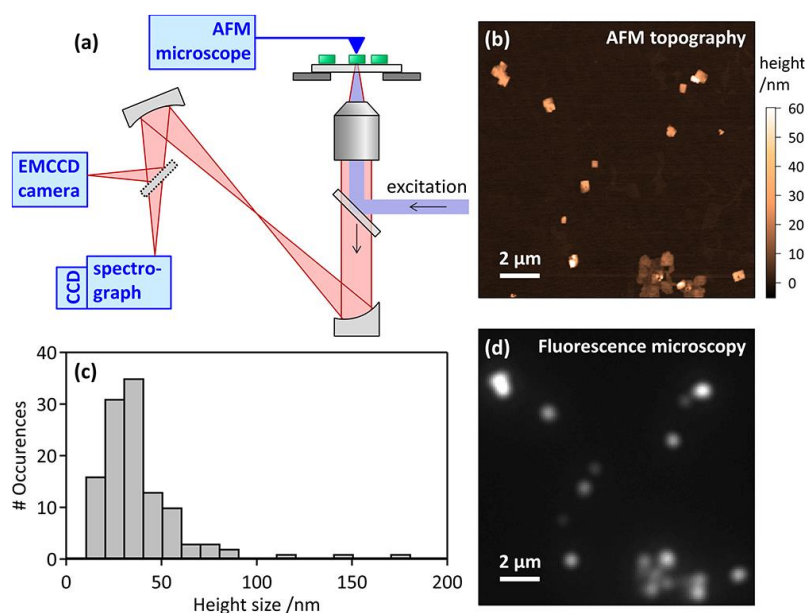 (a)
AFM
microscope
EMCCD
camera
excitation
CCD
spectro-
graph
(b) AFM topography
2 µm
height
/nm
60
50
40
30
20
10
0
(c)
# Occurences
40
30
20
10
0
0 50 100 150 200
Height size /nm
(d) Fluorescence microscopy
2 µm